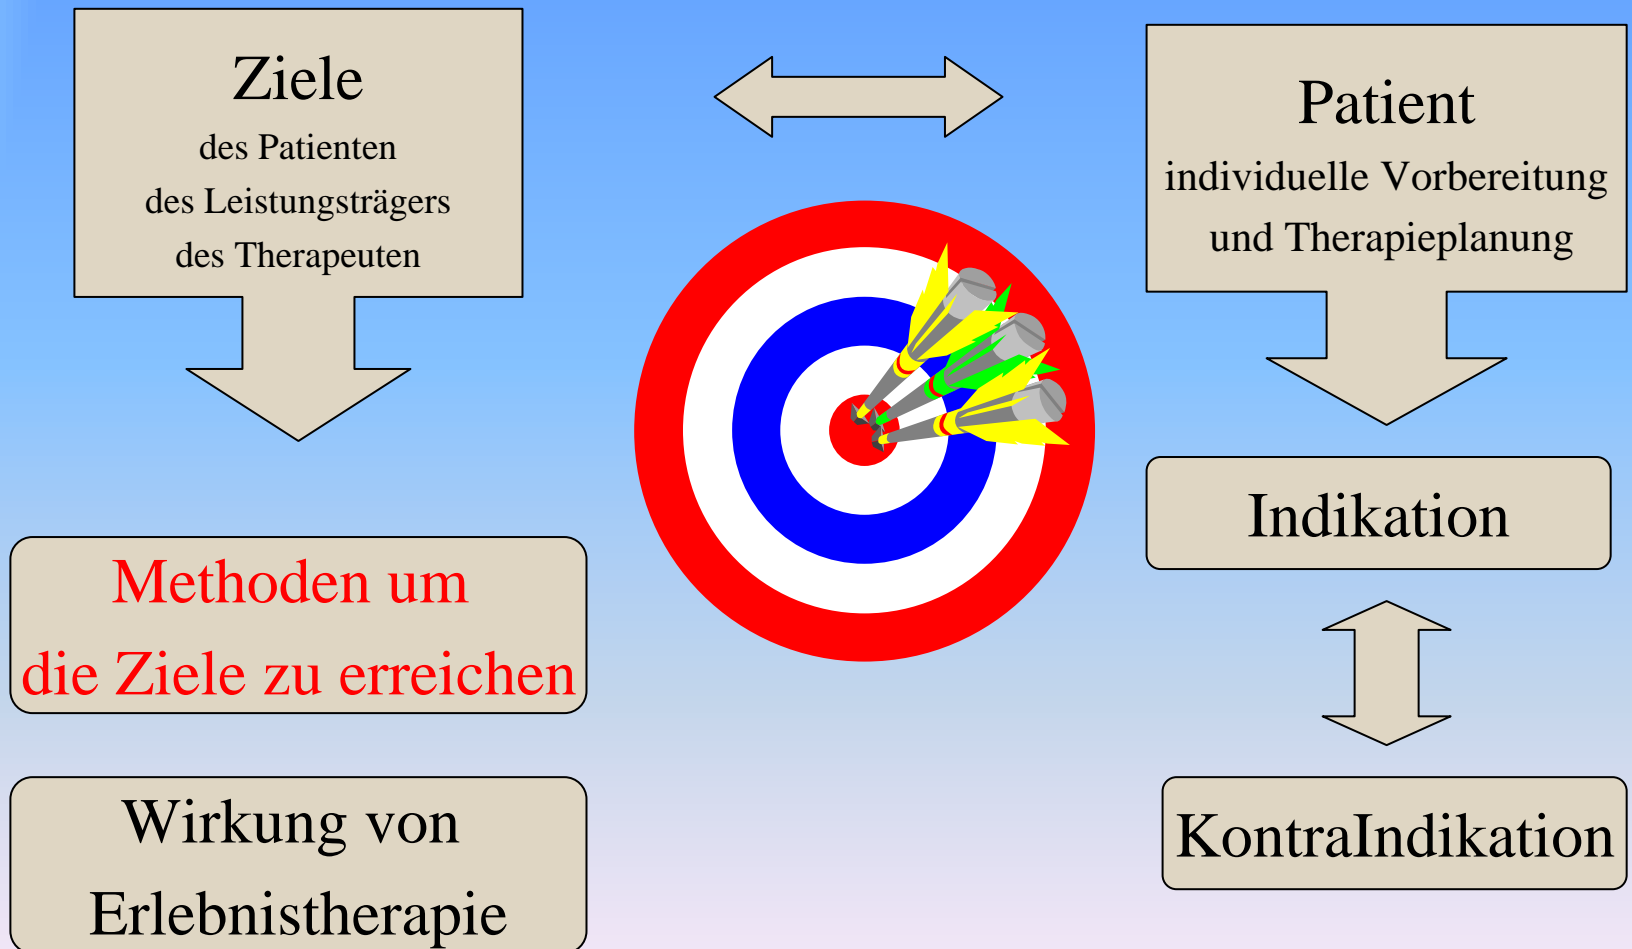 Ziele
des Patienten
des Leistungsträgers
des Therapeuten
Patient
individuelle Vorbereitung
und Therapieplanung
Methoden um
die Ziele zu erreichen
Wirkung von
Erlebnistherapie
Indikation
KontraIndikation